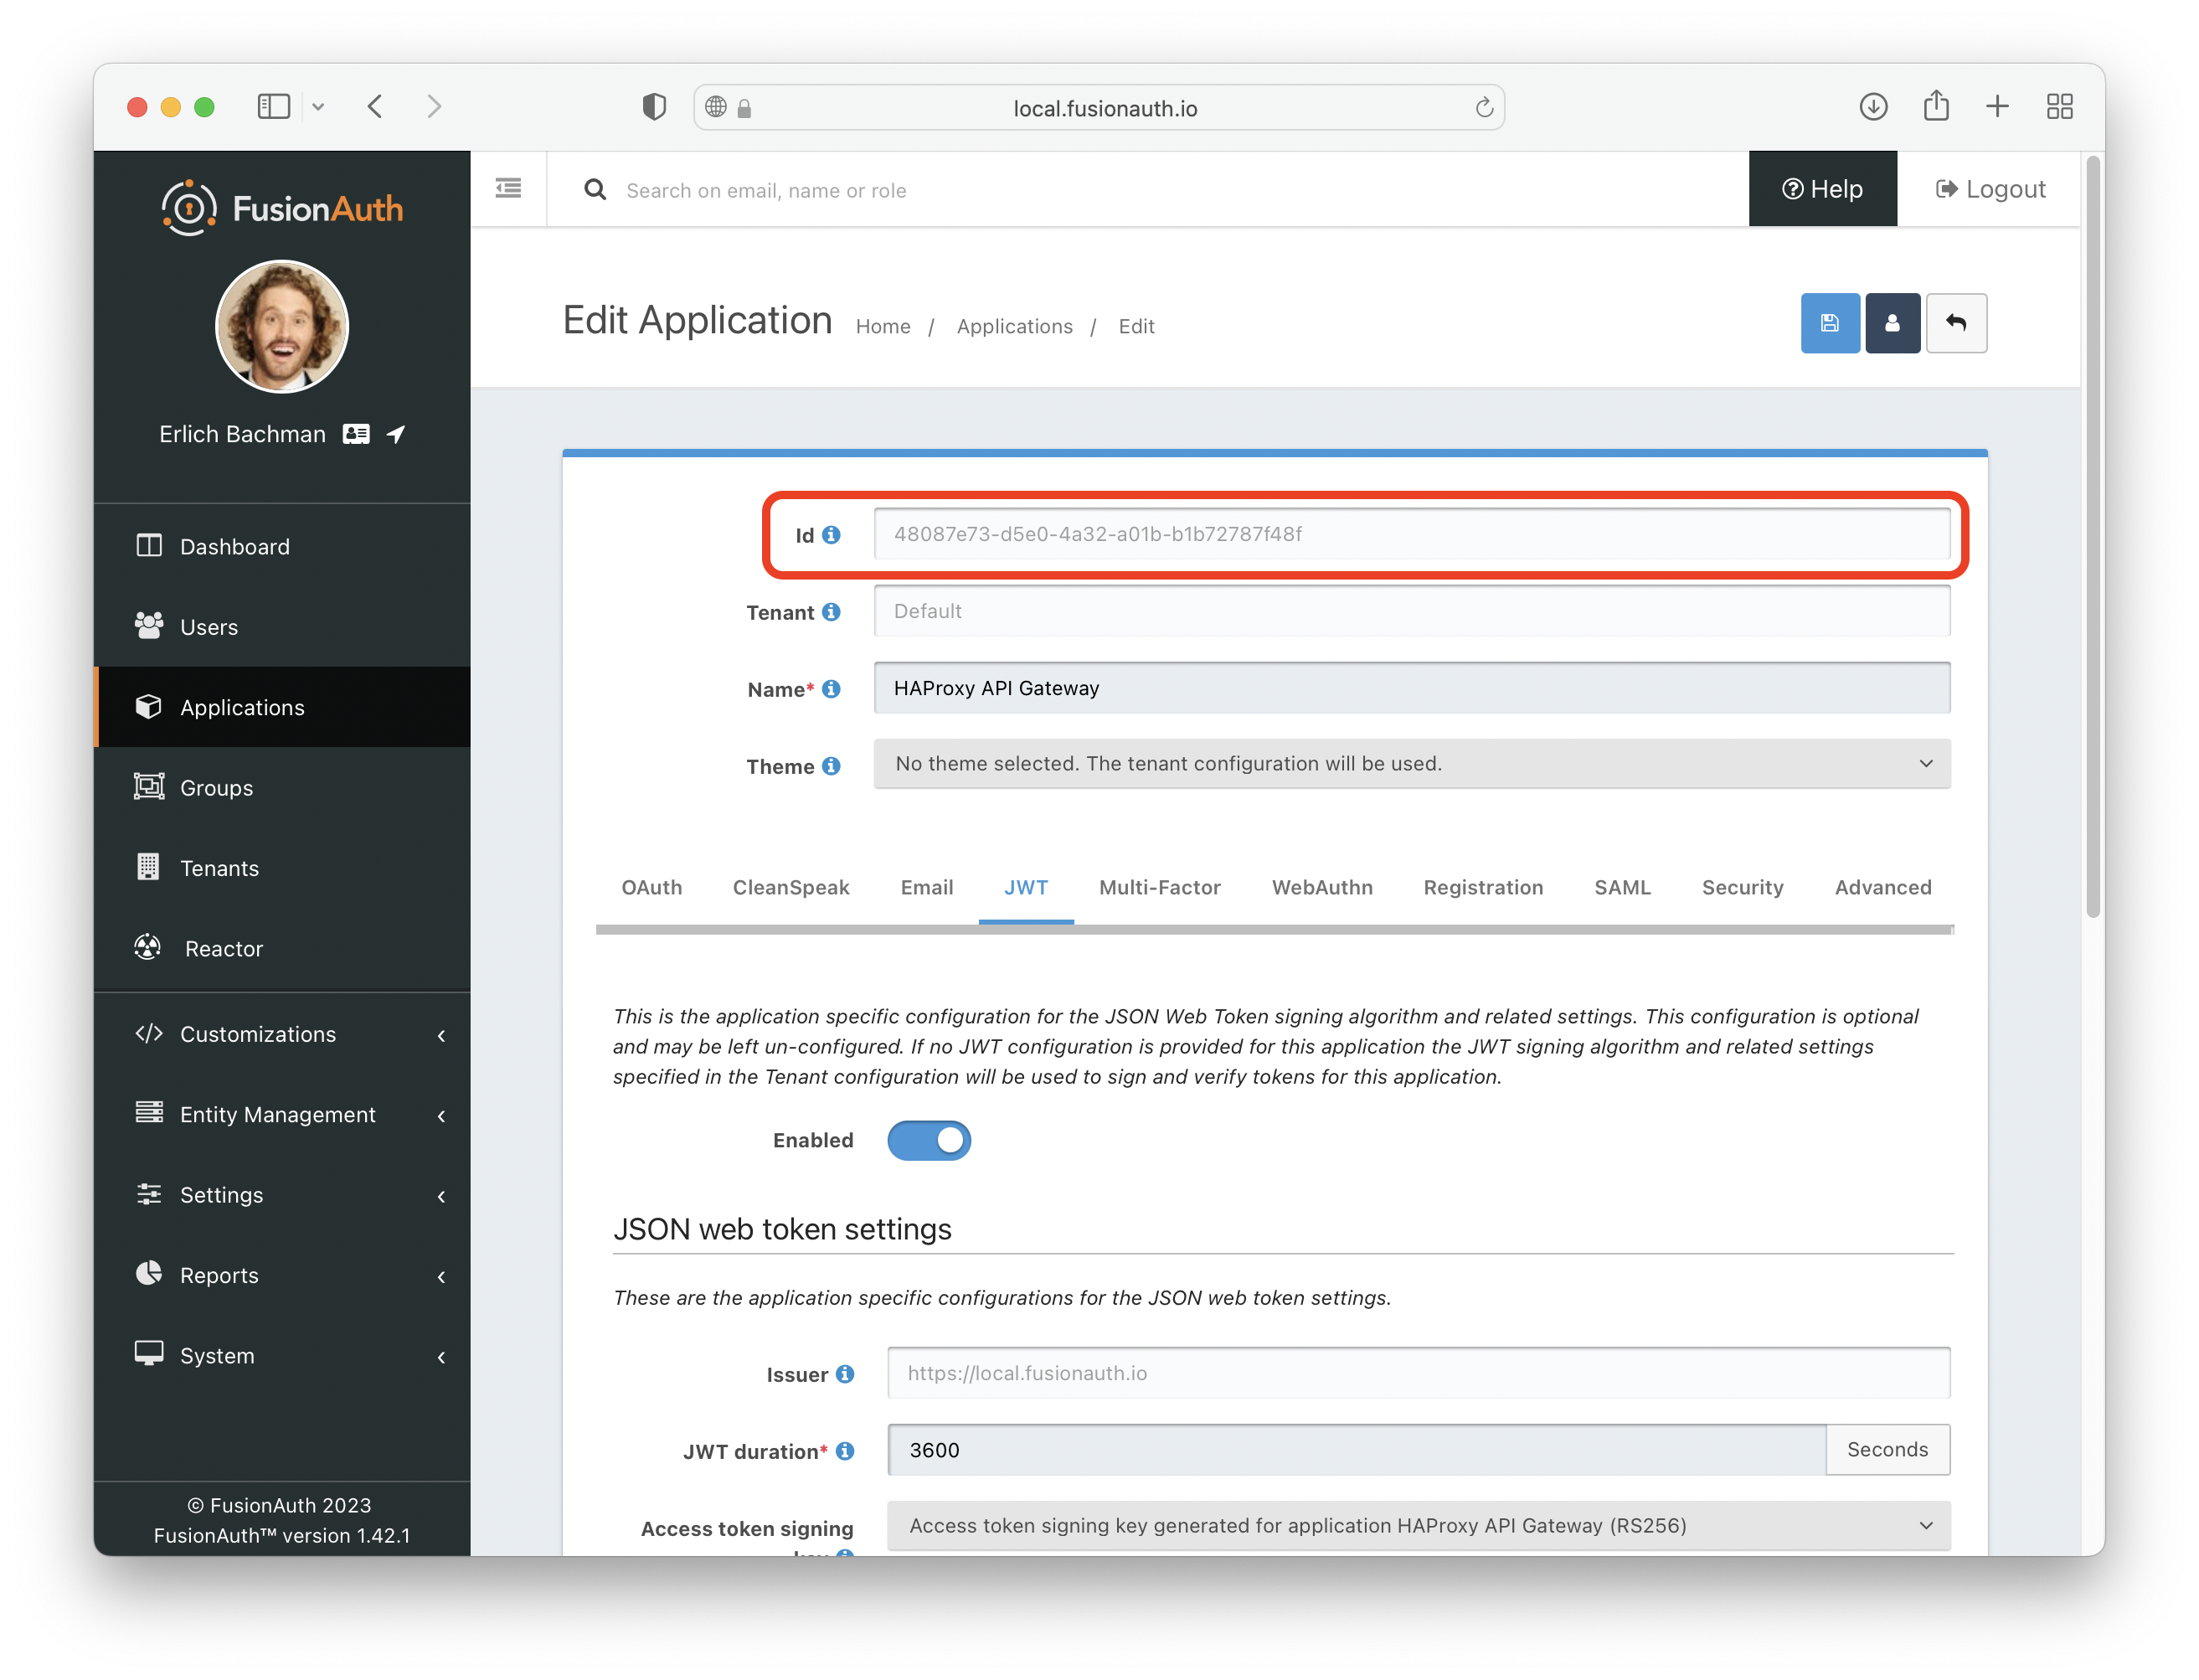 local.fusionauth.io
FusionAuth
Search on email, name or role
Help
Logout
Edit Application
Home / Applications / Edit
Erlich Bachman
Dashboard
Users
Applications
Groups
Tenants
Reactor
Customizations
Entity Management
Settings
Reports
System
© FusionAuth 2023
FusionAuth™ version 1.42.1
Id 48087e73-d5e0-4a32-a01b-b1b72787f48f
Tenant Default
Name* HAProxy API Gateway
Theme No theme selected. The tenant configuration will be used.
OAuth CleanSpeak Email JWT Multi-Factor WebAuthn Registration SAML Security Advanced
This is the application specific configuration for the JSON Web Token signing algorithm and related settings. This configuration is optional
and may be left un-configured. If no JWT configuration is provided for this application the JWT signing algorithm and related settings
specified in the Tenant configuration will be used to sign and verify tokens for this application.
Enabled
JSON web token settings
These are the application specific configurations for the JSON web token settings.
Issuer https://local.fusionauth.io
JWT duration* 3600 Seconds
Access token signing Access token signing key generated for application HAProxy API Gateway (RS256)